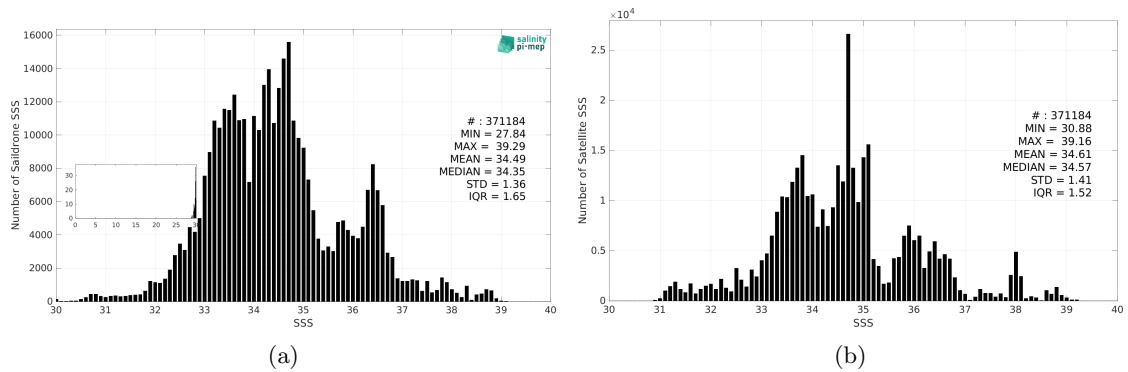 16000
14000
12000
10000
8000
6000
4000
2000
0
Number of Saildrone SSS
salinity
pi-mep
# : 371184
MIN = 27.84
MAX = 39.29
MEAN = 34.49
MEDIAN = 34.35
STD = 1.36
IQR = 1.65
30
20
10
0
0 5 10 15 20 25 30
30 31 32 33 34 35 36 37 38 39 40
SSS
(a)
×10⁴
2.5
2
1.5
1
0.5
0
Number of Satellite SSS
# : 371184
MIN = 30.88
MAX = 39.16
MEAN = 34.61
MEDIAN = 34.57
STD = 1.41
IQR = 1.52
30 31 32 33 34 35 36 37 38 39 40
SSS
(b)